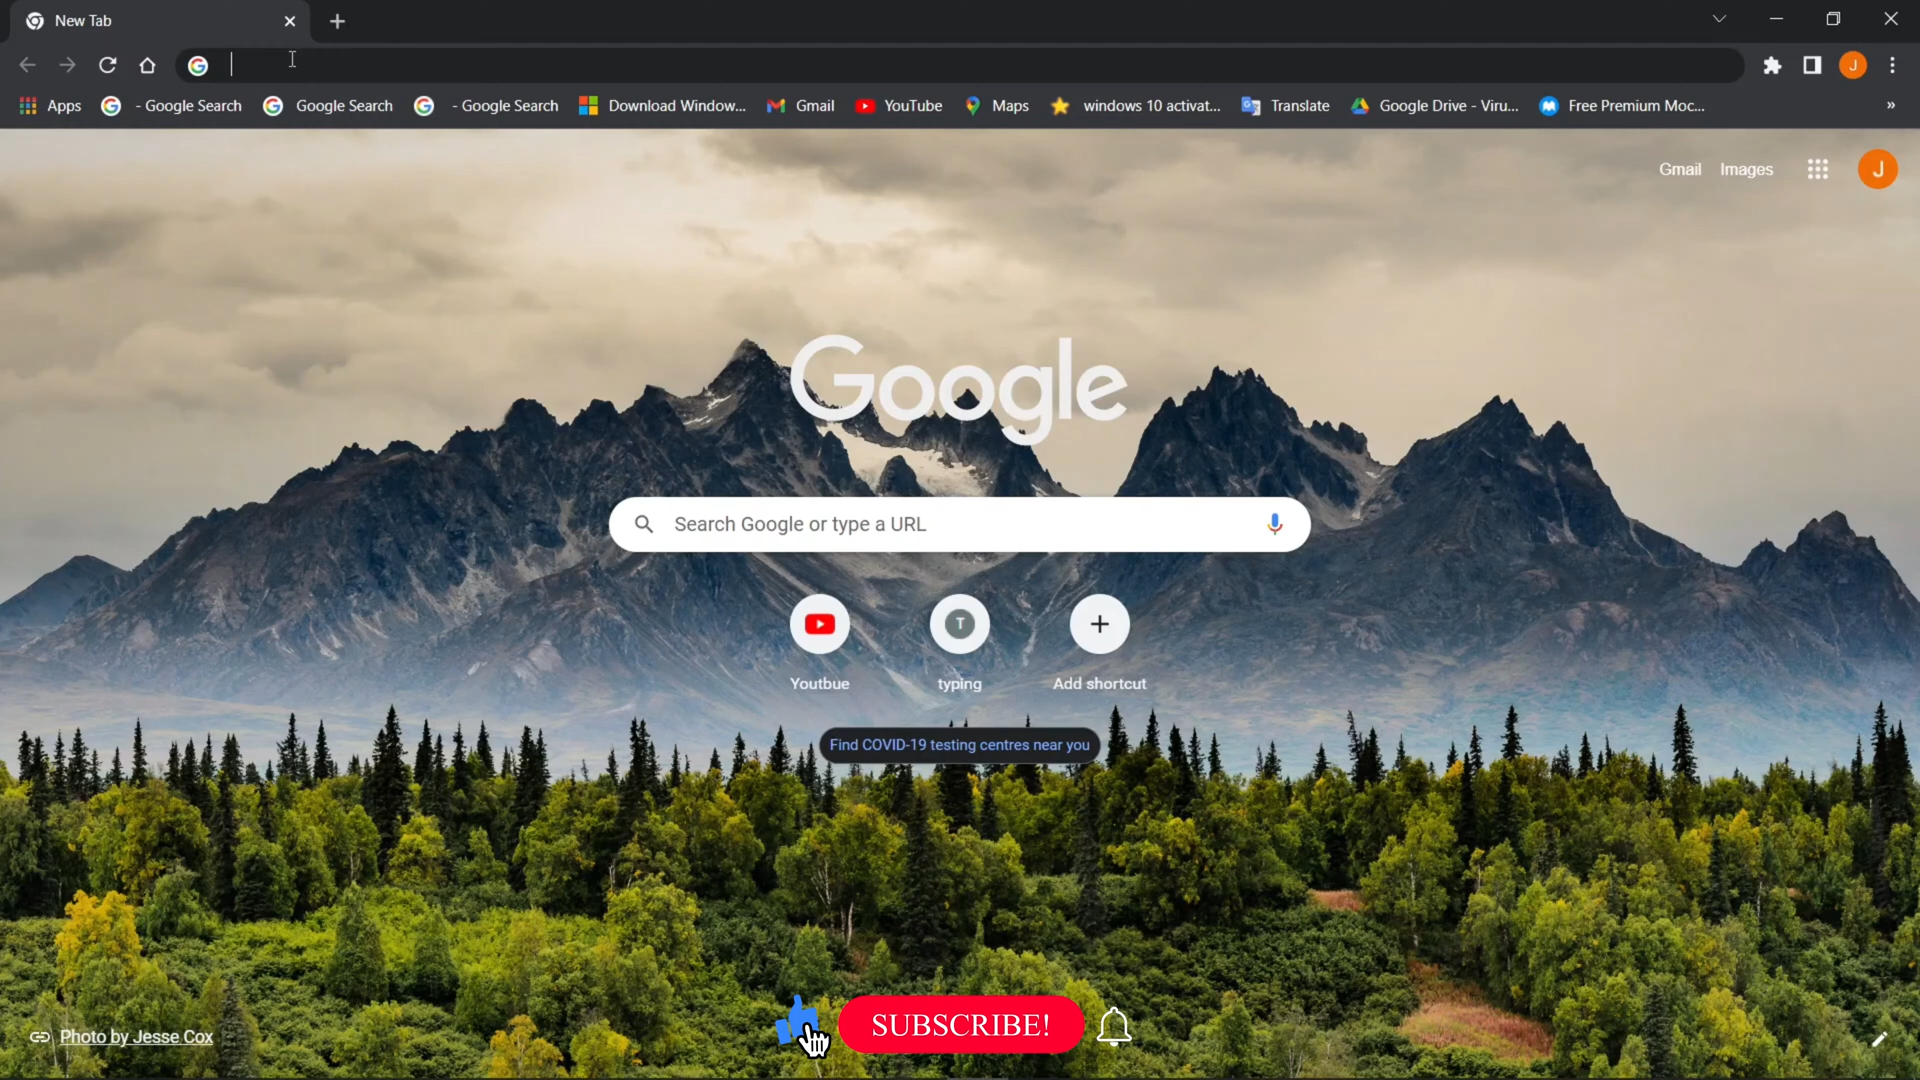 New Tab
Apps
- Google Search
Google Search
- Google Search
Download Window...
Gmail
YouTube
Maps
windows 10 activat...
Translate
Google Drive - Viru...
Free Premium Moc...
»
Gmail Images
J
J
Google
Search Google or type a URL
T
Youtbue
typing
Add shortcut
Find COVID-19 testing centres near you
SUBSCRIBE!
Photo by Jesse Cox